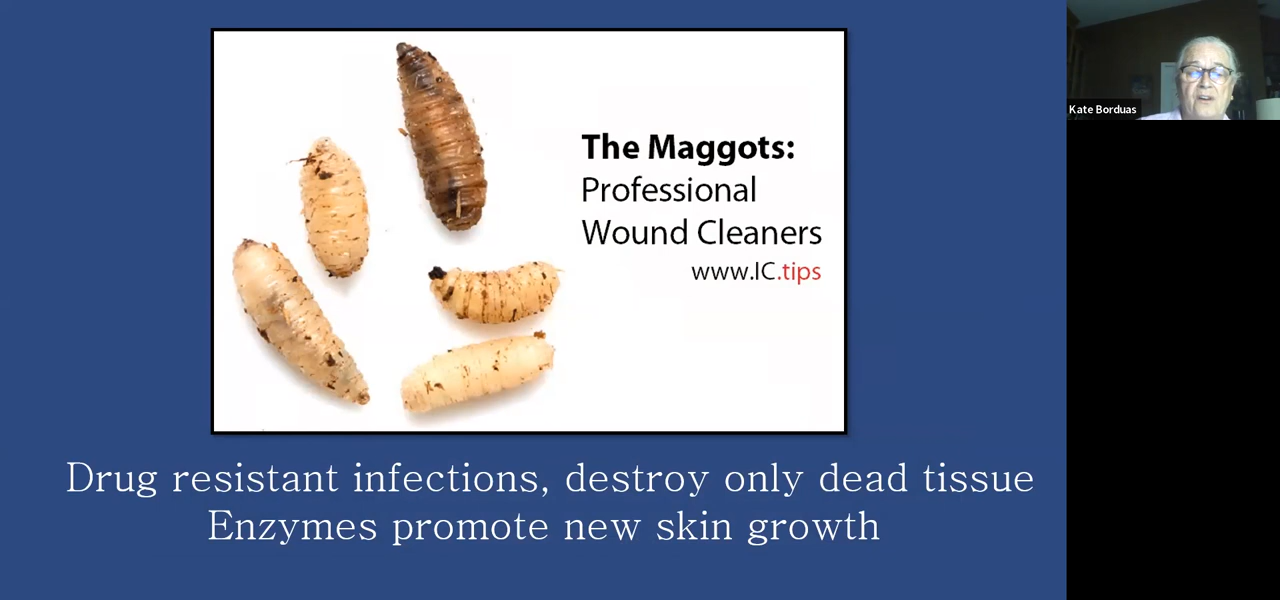 The Maggots:
Professional
Wound Cleaners
www.IC.tips
Drug resistant infections, destroy only dead tissue
Enzymes promote new skin growth
Kate Borduas